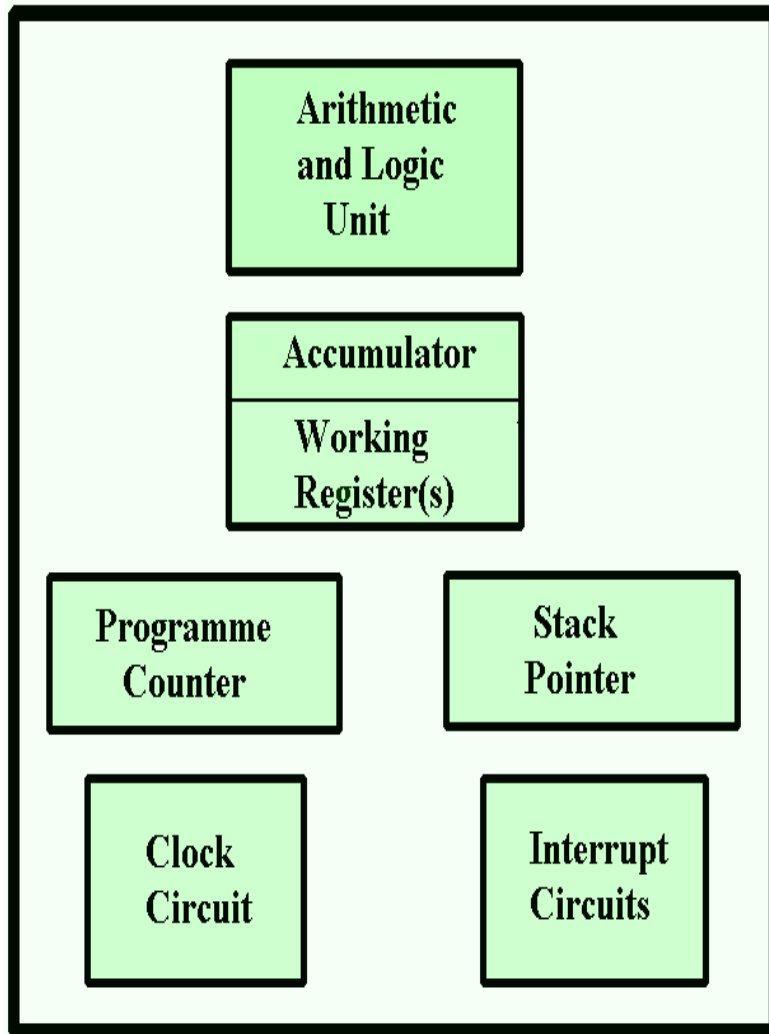 Arithmetic
and Logic
Unit
Accumulator
Working
Register(s)
Programme
Counter
Stack
Pointer
Clock
Circuit
Interrupt
Circuits